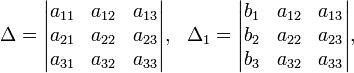 Δ = | a₁₁ a₁₂ a₁₃ |, Δ₁ = | b₁ a₁₂ a₁₃ |,
| a₂₁ a₂₂ a₂₃ | | b₂ a₂₂ a₂₃ |
| a₃₁ a₃₂ a₃₃ | | b₃ a₃₂ a₃₃ |